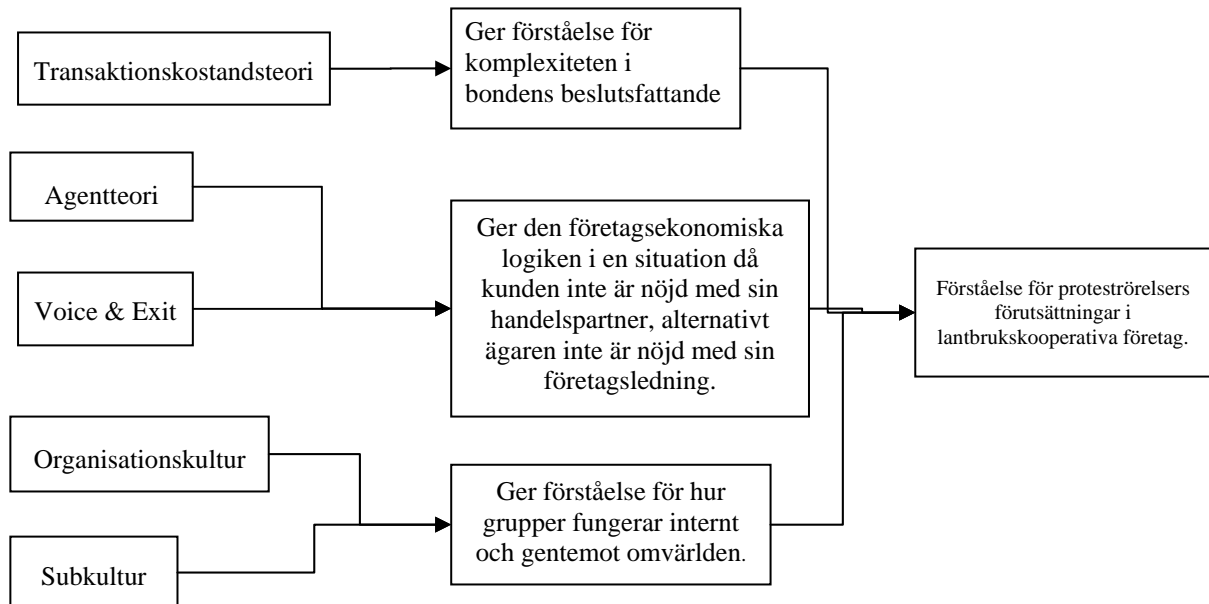 Transaktionskostandsteori
Ger förståelse för
komplexiteten i
bondens beslutsfattande
Agentteori
Voice & Exit
Ger den företagsekonomiska
logiken i en situation då
kunden inte är nöjd med sin
handelspartner, alternativt
ägaren inte är nöjd med sin
företagsledning.
Organisationskultur
Subkultur
Ger förståelse för hur
grupper fungerar internt
och gentemot omvärlden.
Förståelse för proteströrelsers
förutsättningar i
lantbrukskooperativa företag.